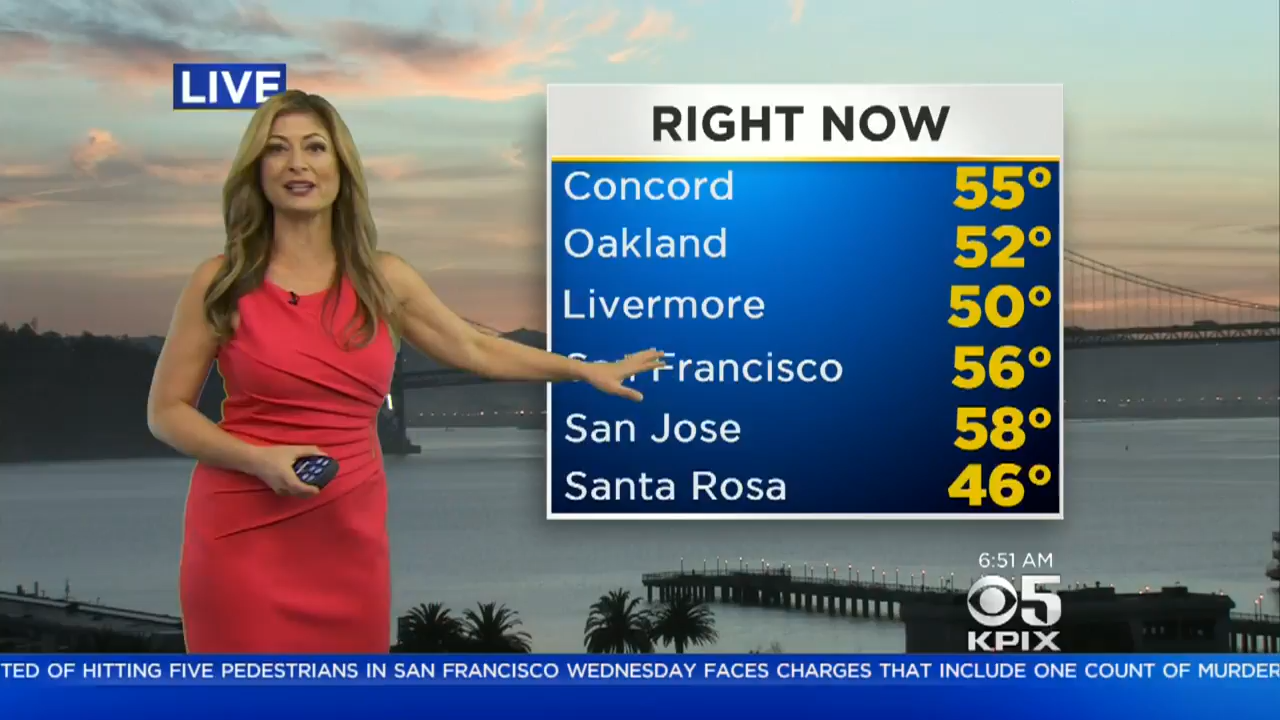 LIVE
RIGHT NOW
Concord 55°
Oakland 52°
Livermore 50°
San Francisco 56°
San Jose 58°
Santa Rosa 46°
6:51 AM
5
KPIX
TED OF HITTING FIVE PEDESTRIANS IN SAN FRANCISCO WEDNESDAY FACES CHARGES THAT INCLUDE ONE COUNT OF MURDER